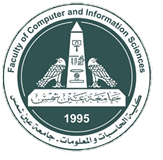 Faculty of Computer and Information Sciences
جامعة عين شمس
1995
كلية الحاسبات والمعلومات - جامعة عين شمس